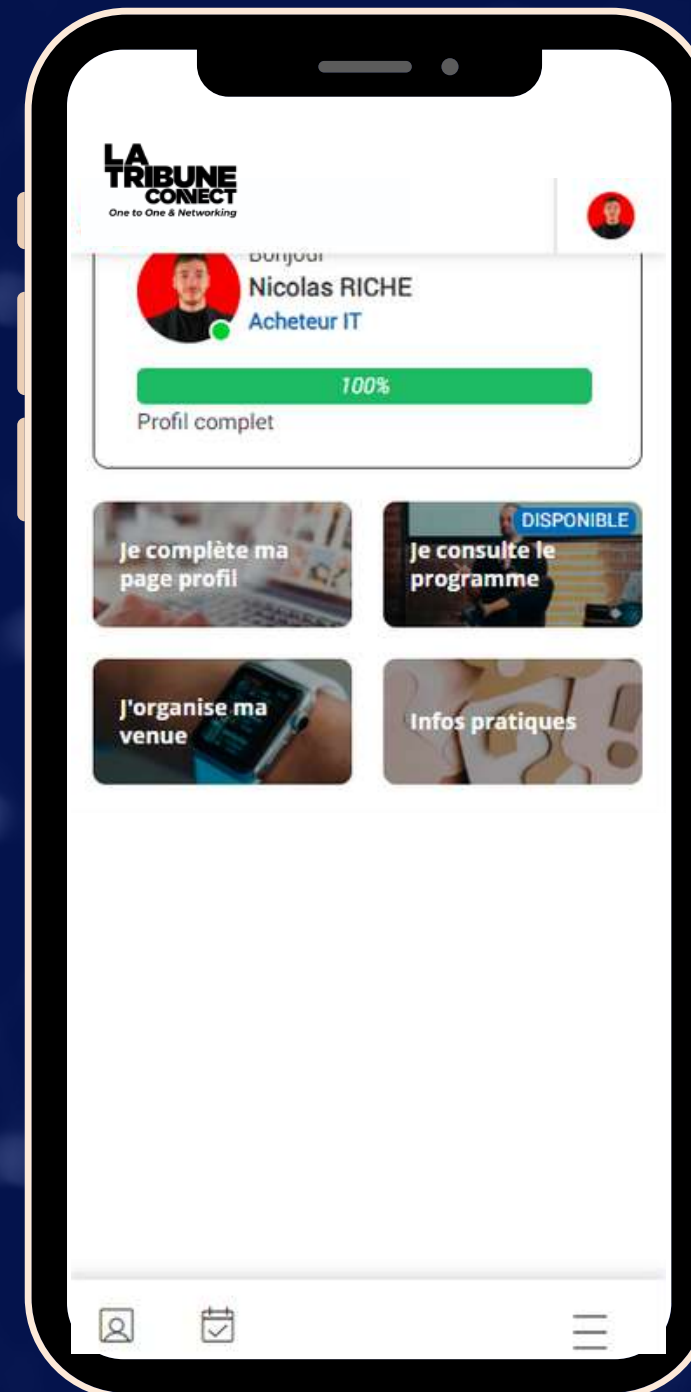 LA
TRIBUNE
CONNECT
One to One & Networking
Bonjour
Nicolas RICHE
Acheteur IT
100%
Profil complet
Je complète ma
page profil
DISPONIBLE
Je consulte le
programme
J'organise ma
venue
Infos pratiques